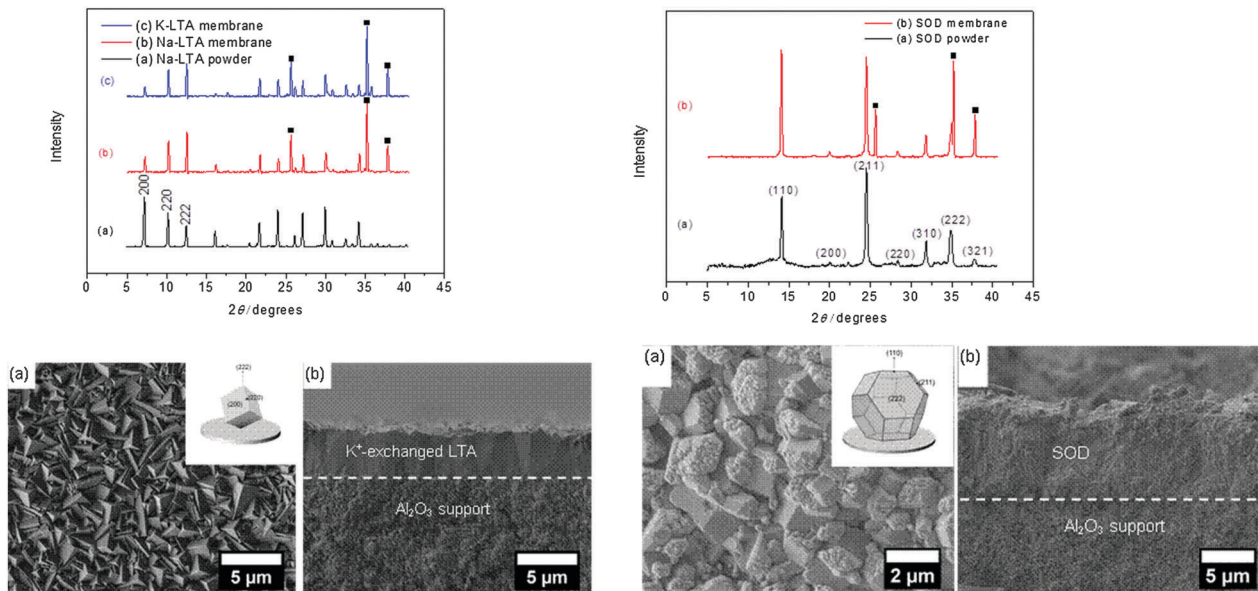 (c) K-LTA membrane
(b) Na-LTA membrane
(a) Na-LTA powder
(c)
(b)
(a)
200
220
222
Intensity
0 5 10 15 20 25 30 35 40 45
2θ/degrees
(b) SOD membrane
(a) SOD powder
(b)
(a)
(110)
(200)
(211)
(220)
(310)
(222)
(321)
Intensity
0 5 10 15 20 25 30 35 40 45
2θ/degrees
(a)
(222)
(200)
(220)
5 µm
(b)
K⁺-exchanged LTA
Al₂O₃ support
5 µm
(a)
(110)
(211)
(222)
2 µm
(b)
SOD
Al₂O₃ support
5 µm